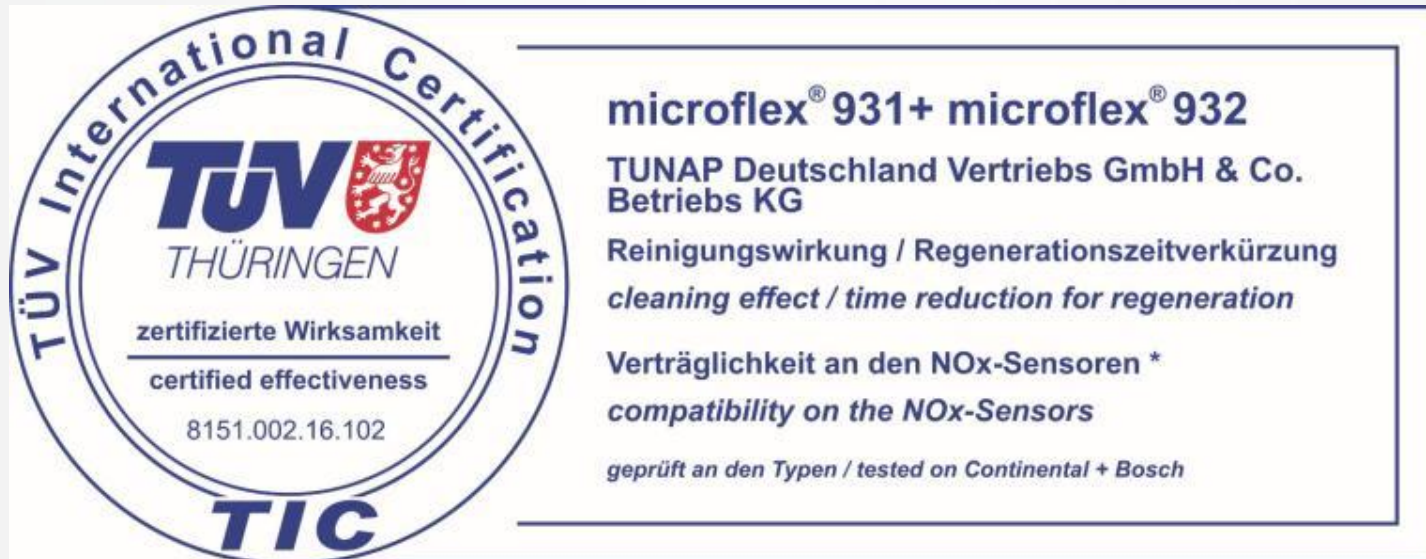 TÜV International Certification
TÜV
THÜRINGEN
zertifizierte Wirksamkeit
certified effectiveness
8151.002.16.102
TIC
microflex® 931+ microflex® 932
TUNAP Deutschland Vertriebs GmbH & Co.
Betriebs KG
Reinigungswirkung / Regenerationszeitverkürzung
cleaning effect / time reduction for regeneration
Verträglichkeit an den NOx-Sensoren *
compatibility on the NOx-Sensors
geprüft an den Typen / tested on Continental + Bosch